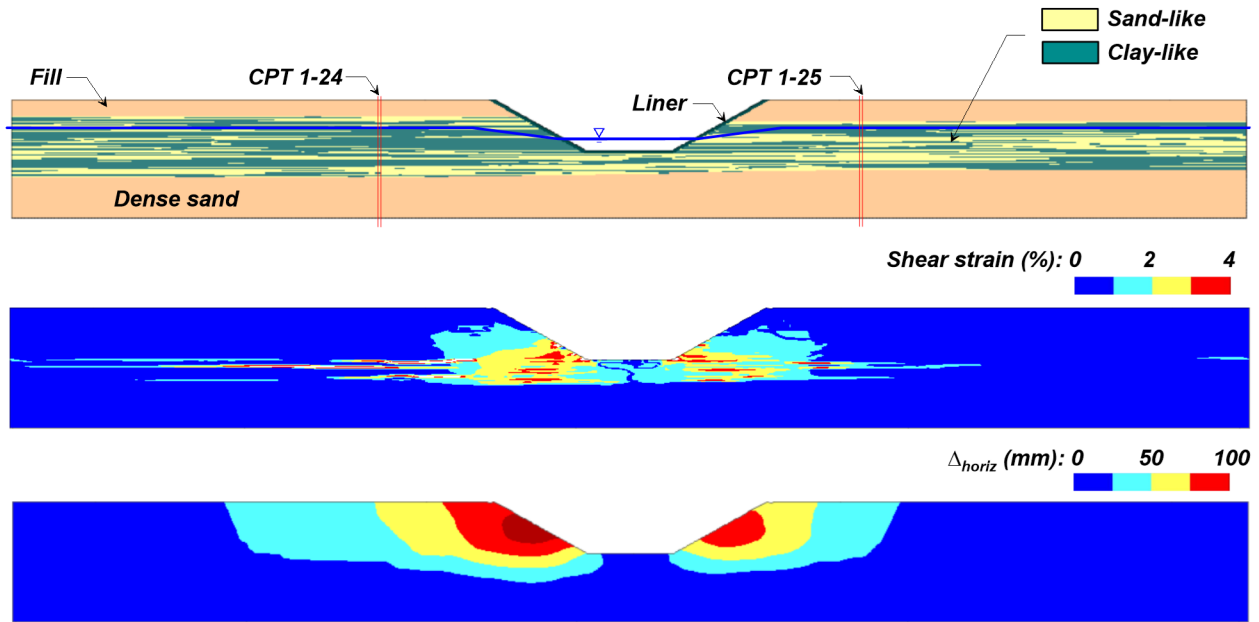 Sand-like
Clay-like
Fill
CPT 1-24
CPT 1-25
Liner
Dense sand
Shear strain (%): 0 2 4
Δhoriz (mm): 0 50 100